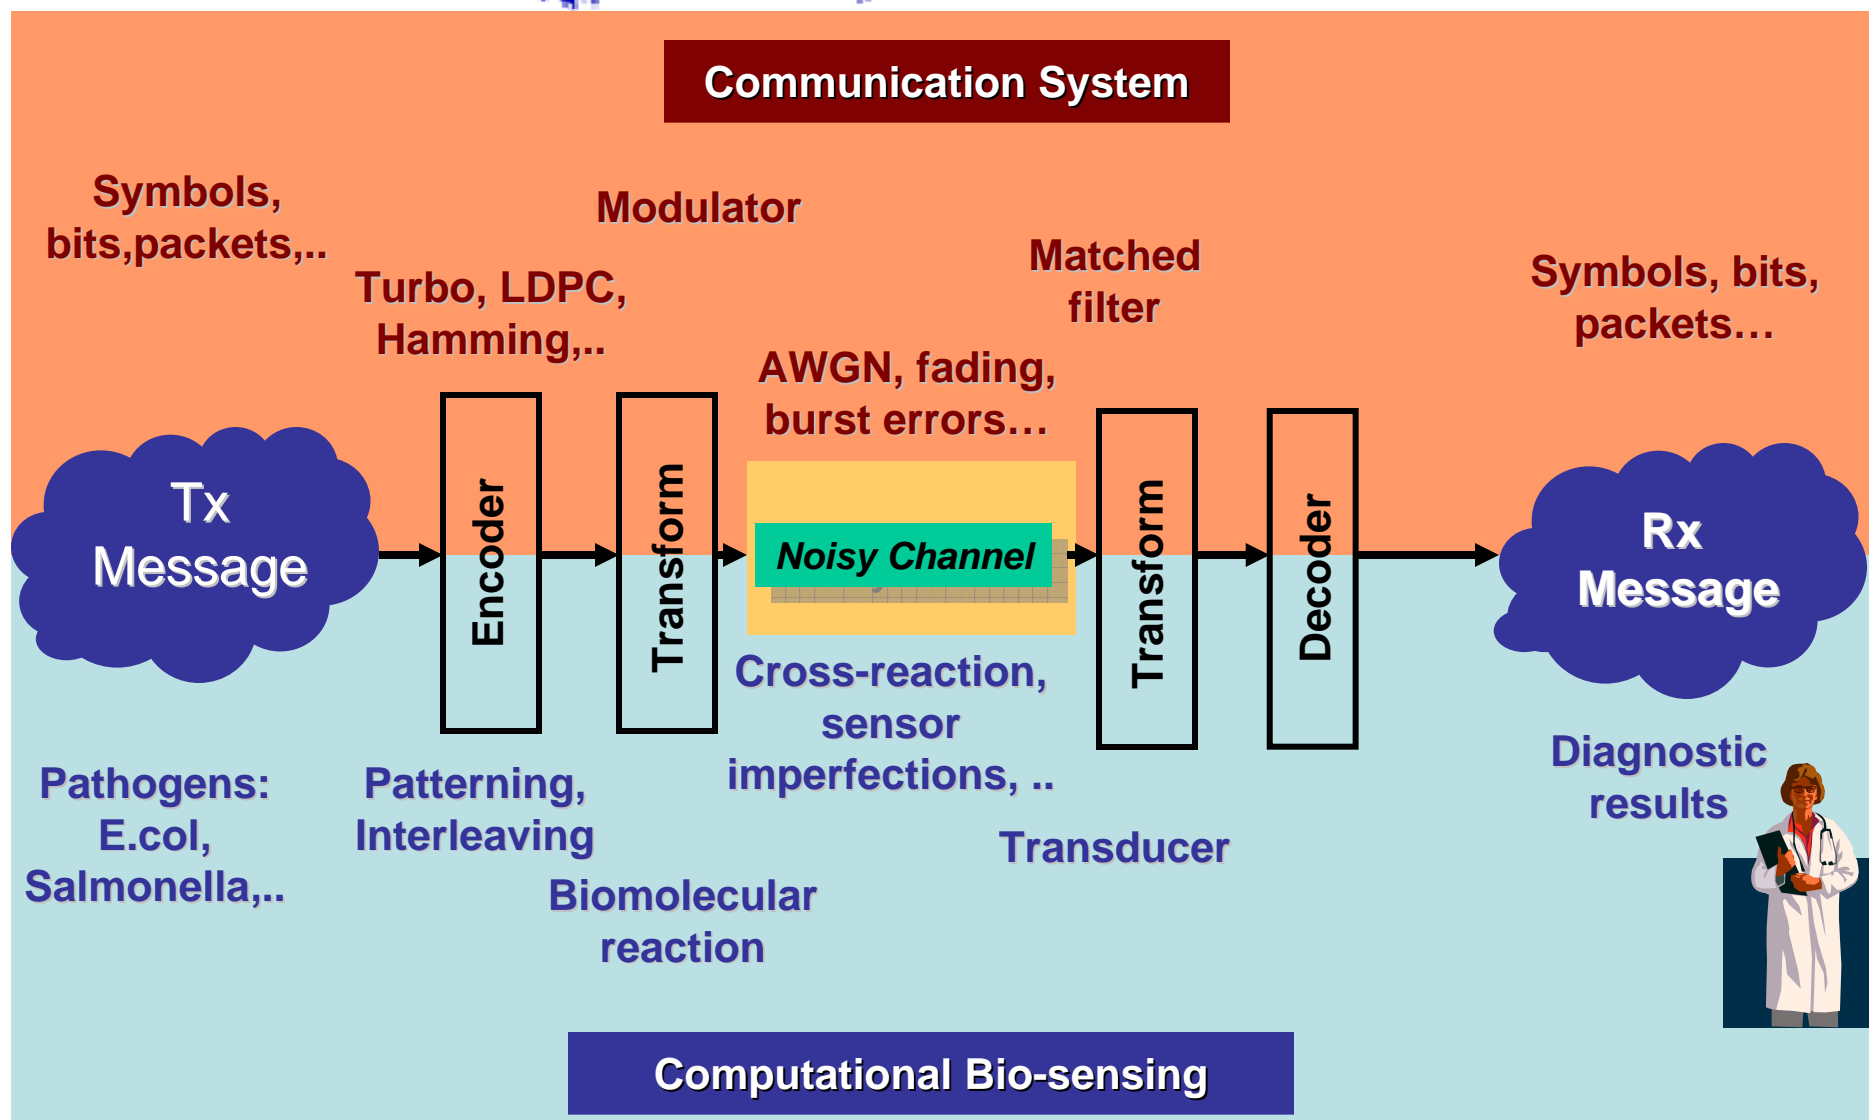 Communication System
Symbols,
bits,packets,..
Modulator
Turbo, LDPC,
Hamming,..
Matched
filter
AWGN, fading,
burst errors…
Symbols, bits,
packets…
Tx
Message
Encoder
Transform
Noisy Channel
Transform
Decoder
Rx
Message
Pathogens:
E.col,
Salmonella,..
Patterning,
Interleaving
Biomolecular
reaction
Cross-reaction,
sensor
imperfections, ..
Transducer
Diagnostic
results
Computational Bio-sensing